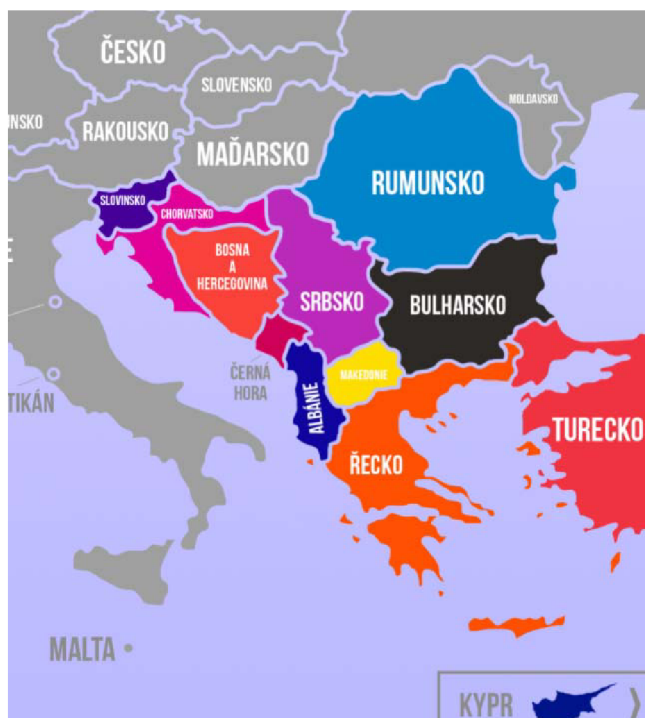 ČESKO
SLOVENSKO
MOLDAVSKO
RAKOUSKO
MAĎARSKO
RUMUNSKO
SLOVINSKO
CHORVATSKO
BOSNA
A
HERCEGOVINA
SRBSKO
BULHARSKO
ČERNÁ
HORA
MAKEDONIE
ALBÁNIE
TIKÁN
ŘECKO
TURECKO
MALTA
KYPR